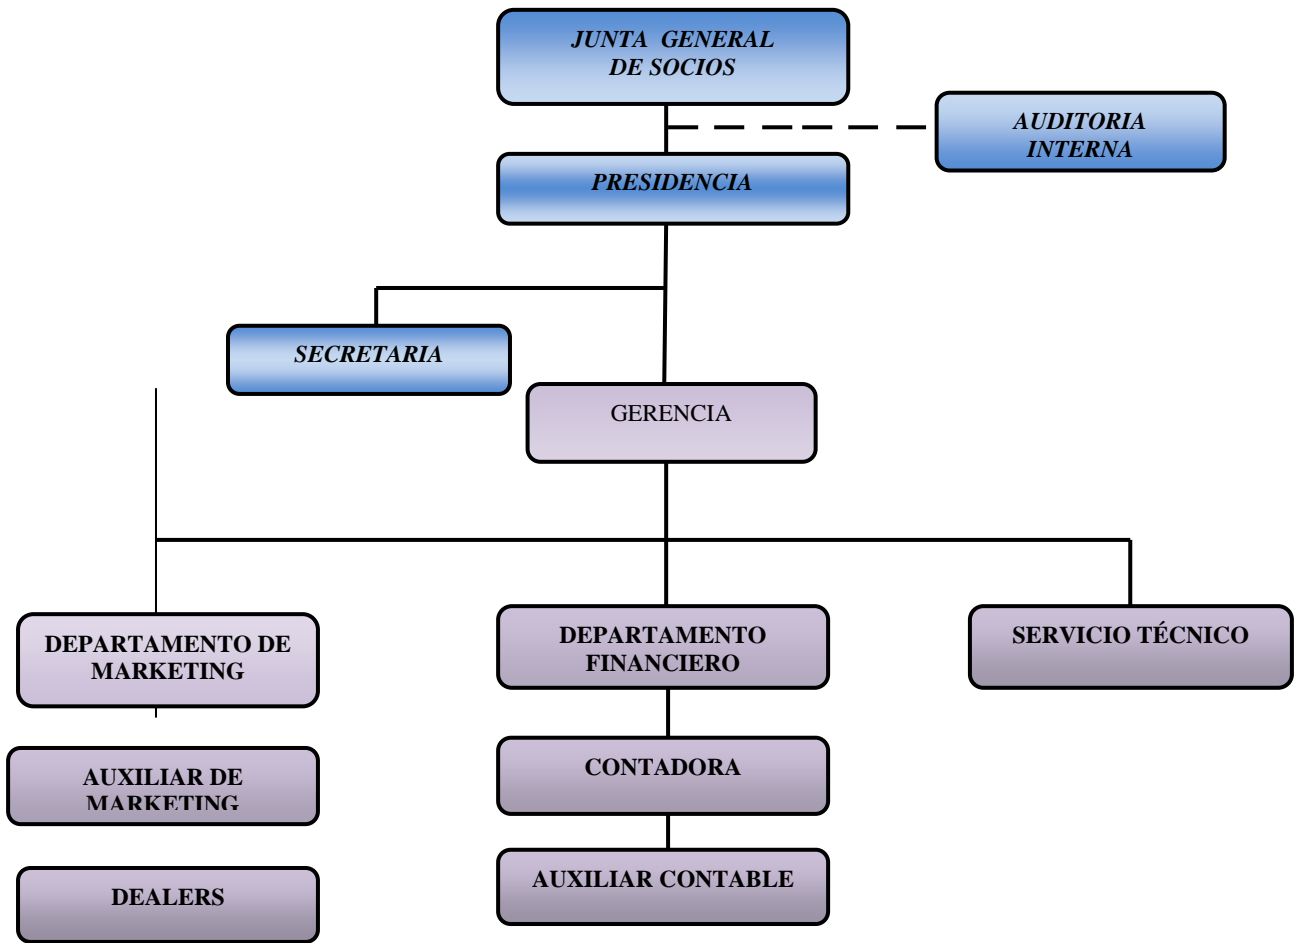 JUNTA GENERAL
DE SOCIOS
AUDITORIA
INTERNA
PRESIDENCIA
SECRETARIA
GERENCIA
DEPARTAMENTO DE
MARKETING
DEPARTAMENTO
FINANCIERO
SERVICIO TÉCNICO
AUXILIAR DE
MARKETING
CONTADORA
DEALERS
AUXILIAR CONTABLE